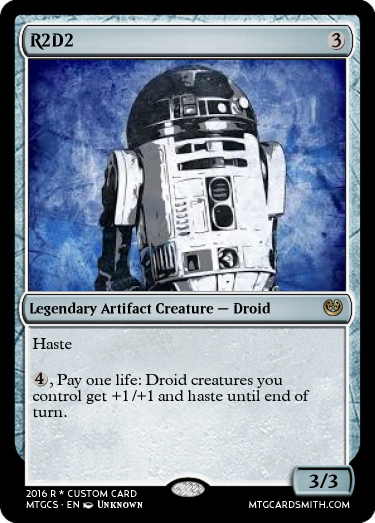 R2D2 3
Legendary Artifact Creature — Droid
Haste
4, Pay one life: Droid creatures you
control get +1/+1 and haste until end of
turn.
3/3
2016 R * CUSTOM CARD
MTGCS • EN Unknown MTGCARDSMITH.COM